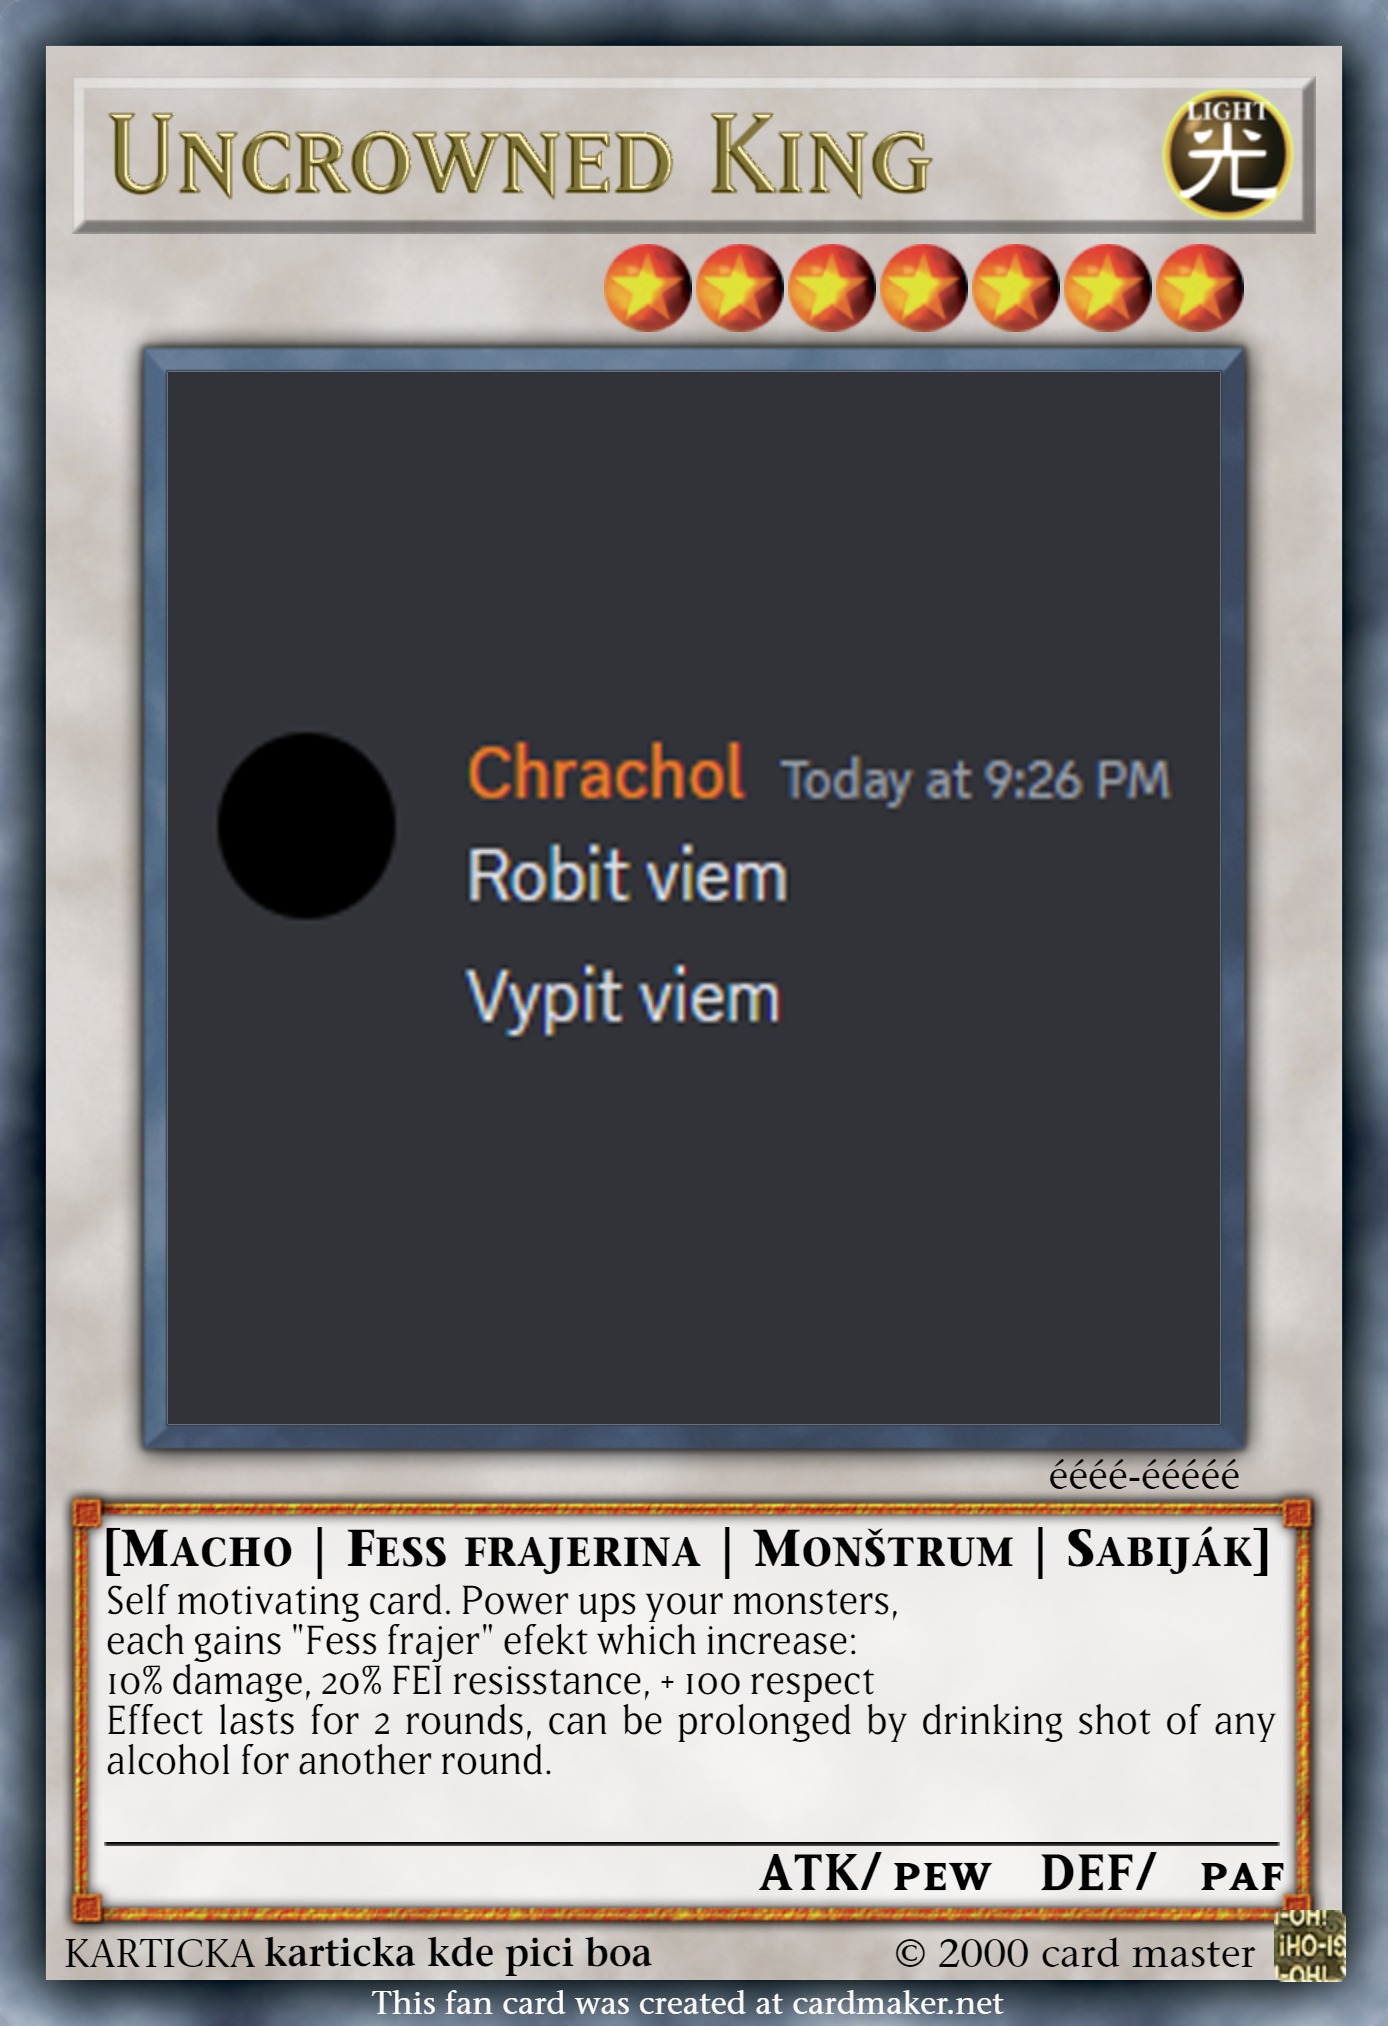 Uncrowned King
LIGHT
光
Chrachol Today at 9:26 PM
Robit viem
Vypit viem
éééé-ééééé
[Macho | Fess frajerina | Monštrum | Sabiják]
Self motivating card. Power ups your monsters,
each gains "Fess frajer" efekt which increase:
10% damage, 20% FEI resisstance, + 100 respect
Effect lasts for 2 rounds, can be prolonged by drinking shot of any
alcohol for another round.
ATK/ PEW DEF/ PAF
KARTICKA karticka kde pici boa
© 2000 card master
This fan card was created at cardmaker.net